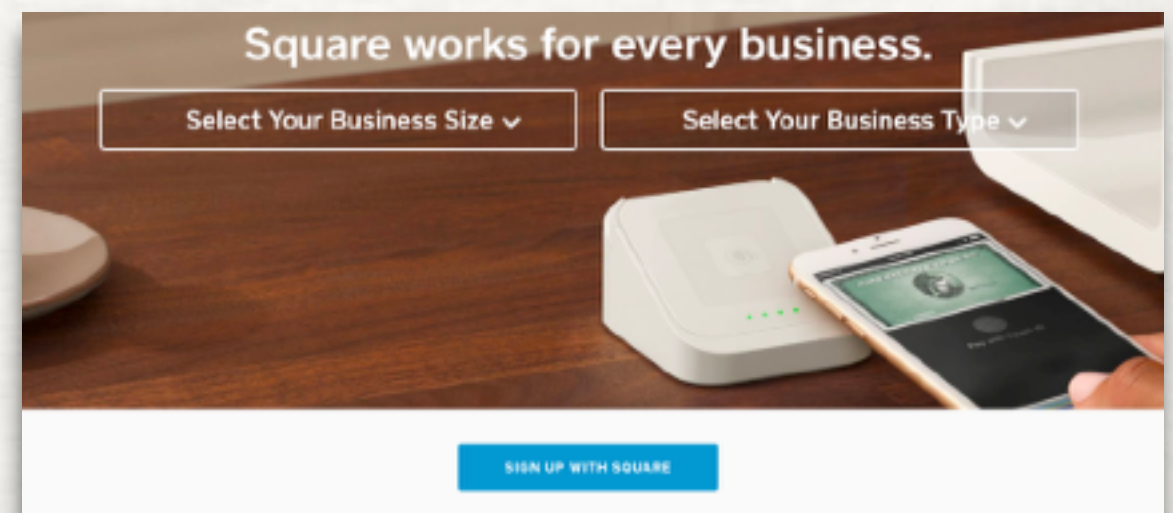 Square works for every business.
Select Your Business Size
Select Your Business Type
SIGN UP WITH SQUARE